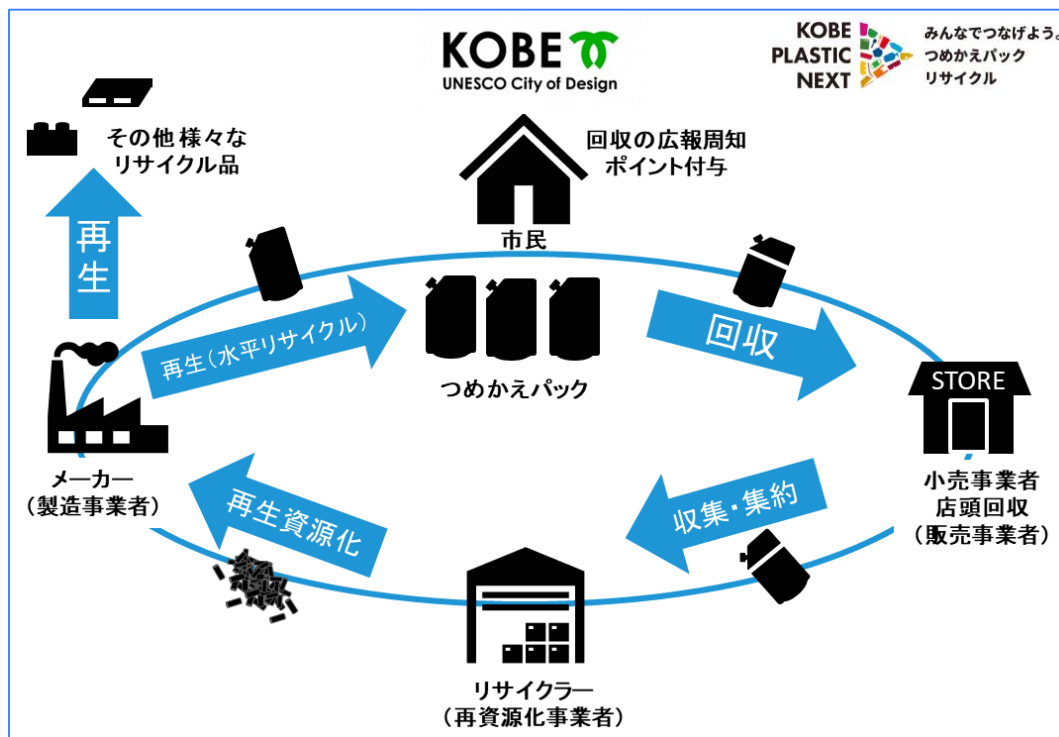 KOBE
UNESCO City of Design
KOBE
PLASTIC
NEXT
みんなでつなげよう。
つめかえパック
リサイクル
その他様々な
リサイクル品
回収の広報周知
ポイント付与
市民
再生
再生(水平リサイクル)
回収
つめかえパック
STORE
メーカー
(製造事業者)
小売事業者
店頭回収
(販売事業者)
再生資源化
収集・集約
リサイクラー
(再資源化事業者)